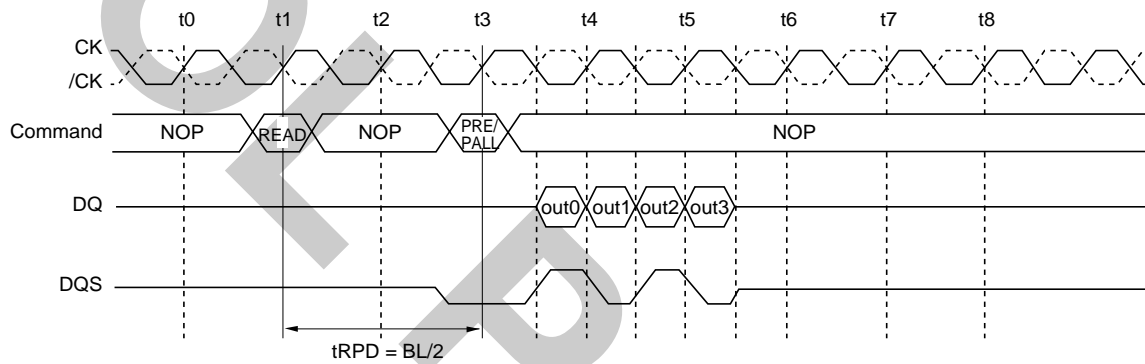 t0 t1 t2 t3 t4 t5 t6 t7 t8
CK
/CK
Command NOP READ NOP PRE/ PALL NOP
DQ out0 out1 out2 out3
DQS
tRPD = BL/2